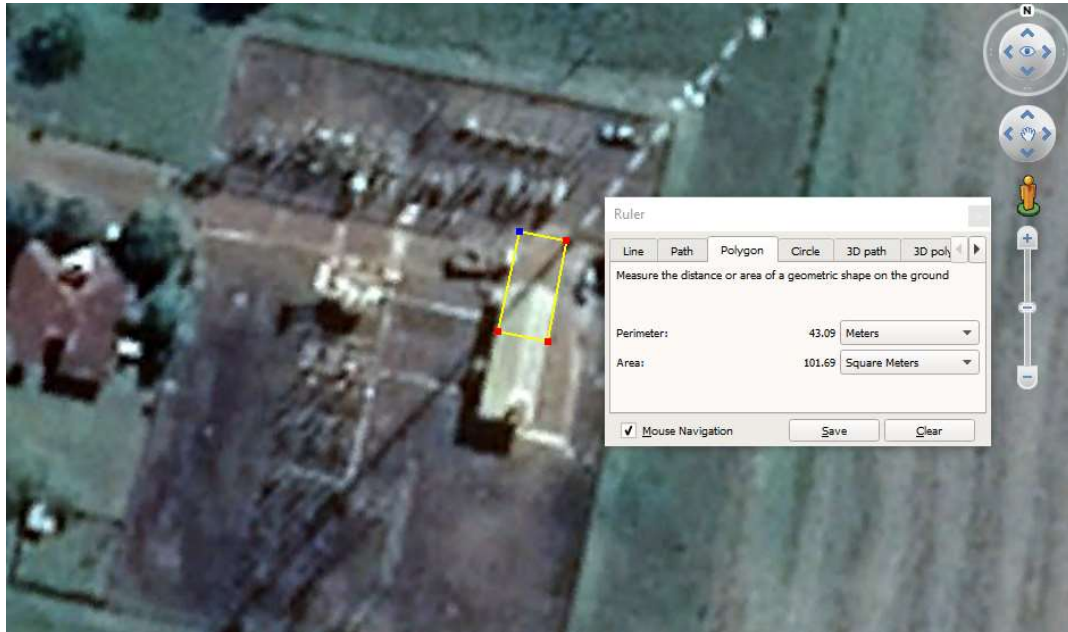 N
Ruler
Line Path Polygon Circle 3D path 3D poly
Measure the distance or area of a geometric shape on the ground
Perimeter: 43.09 Meters
Area: 101.69 Square Meters
Mouse Navigation Save Clear